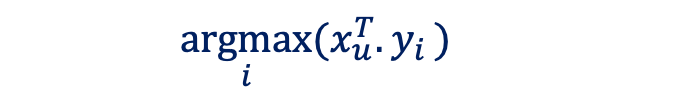 argmax(x_u^T. y_i )
i